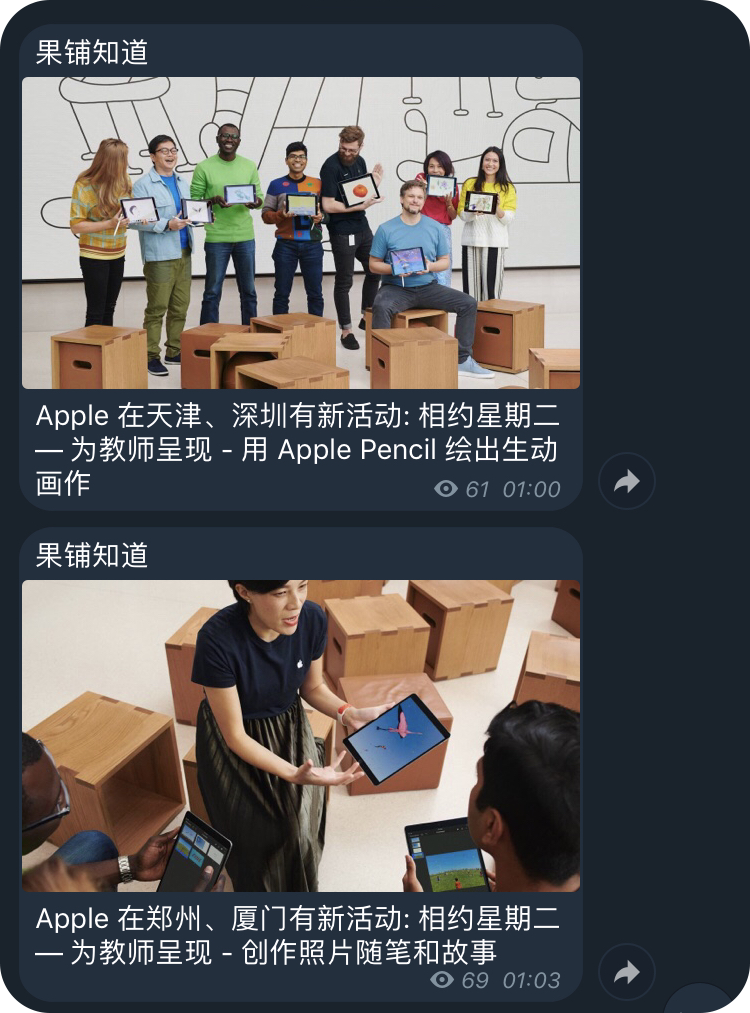 果铺知道
Apple 在天津、深圳有新活动: 相约星期二
— 为教师呈现 - 用 Apple Pencil 绘出生动
画作
61 01:00
果铺知道
Apple 在郑州、厦门有新活动: 相约星期二
— 为教师呈现 - 创作照片随笔和故事
69 01:03